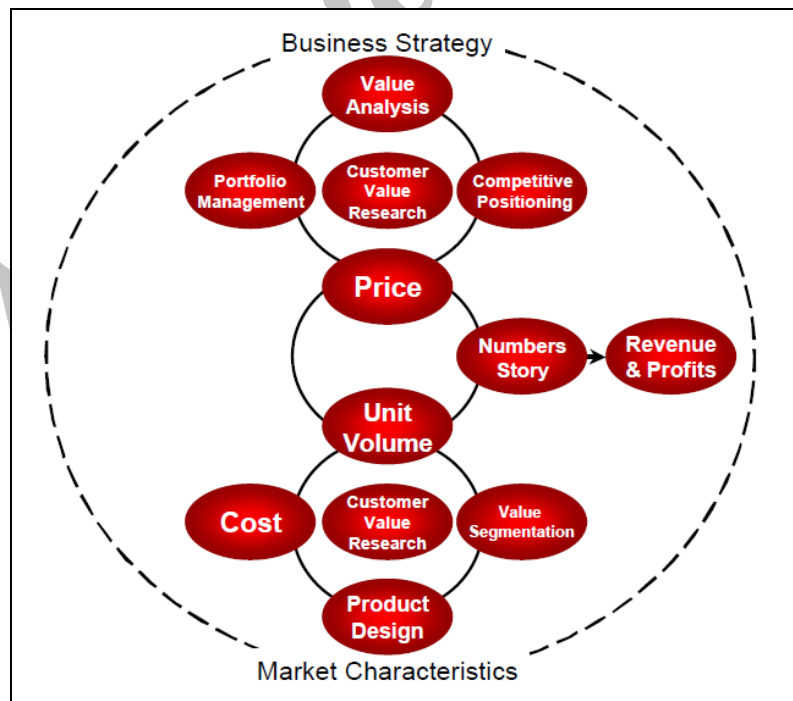 Business Strategy
Value
Analysis
Portfolio
Management
Customer
Value
Research
Competitive
Positioning
Price
Numbers
Story
Revenue
& Profits
Unit
Volume
Cost
Customer
Value
Research
Value
Segmentation
Product
Design
Market Characteristics